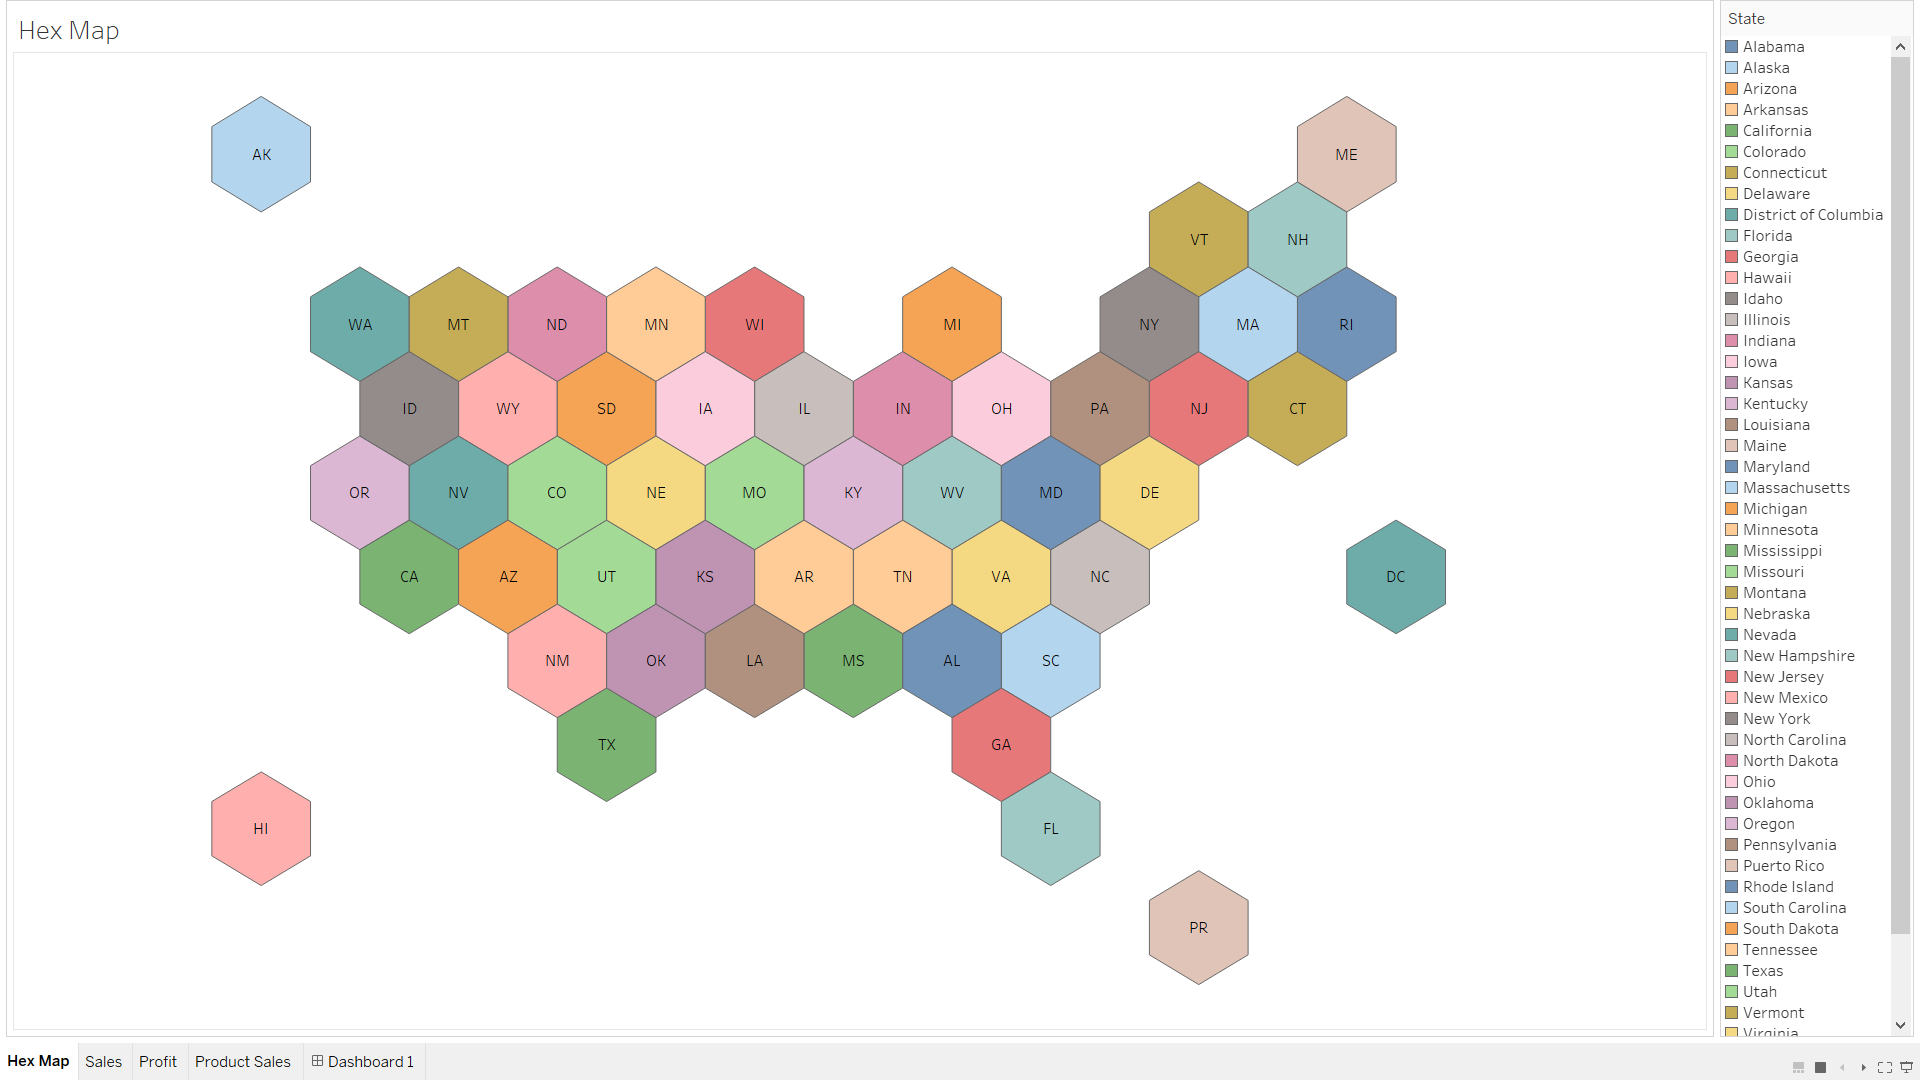 Hex Map
AK
ME
VT NH
WA MT ND MN WI MI NY MA RI
ID WY SD IA IL IN OH PA NJ CT
OR NV CO NE MO KY WV MD DE
CA AZ UT KS AR TN VA NC DC
NM OK LA MS AL SC
TX GA
HI FL
PR
State
Alabama
Alaska
Arizona
Arkansas
California
Colorado
Connecticut
Delaware
District of Columbia
Florida
Georgia
Hawaii
Idaho
Illinois
Indiana
Iowa
Kansas
Kentucky
Louisiana
Maine
Maryland
Massachusetts
Michigan
Minnesota
Mississippi
Missouri
Montana
Nebraska
Nevada
New Hampshire
New Jersey
New Mexico
New York
North Carolina
North Dakota
Ohio
Oklahoma
Oregon
Pennsylvania
Puerto Rico
Rhode Island
South Carolina
South Dakota
Tennessee
Texas
Utah
Vermont
Virginia
Hex Map Sales Profit Product Sales Dashboard 1